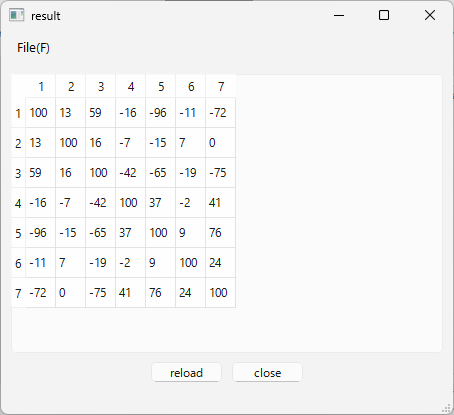 result
File(F)
1 2 3 4 5 6 7
1 100 13 59 -16 -96 -11 -72
2 13 100 16 -7 -15 7 0
3 59 16 100 -42 -65 -19 -75
4 -16 -7 -42 100 37 -2 41
5 -96 -15 -65 37 100 9 76
6 -11 7 -19 -2 9 100 24
7 -72 0 -75 41 76 24 100
reload close